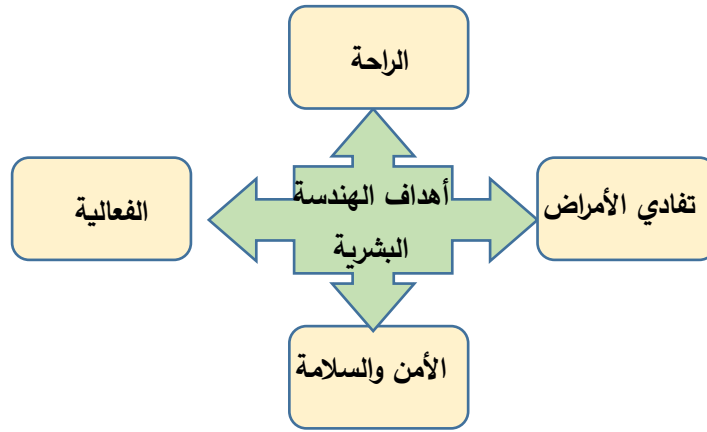 الراحة
تفادي الأمراض
أهداف الهندسة
البشرية
الفعالية
الأمن والسلامة